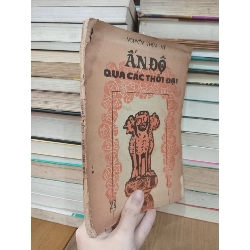 ẤN ĐỘ
QUA CÁC THỜI ĐẠI